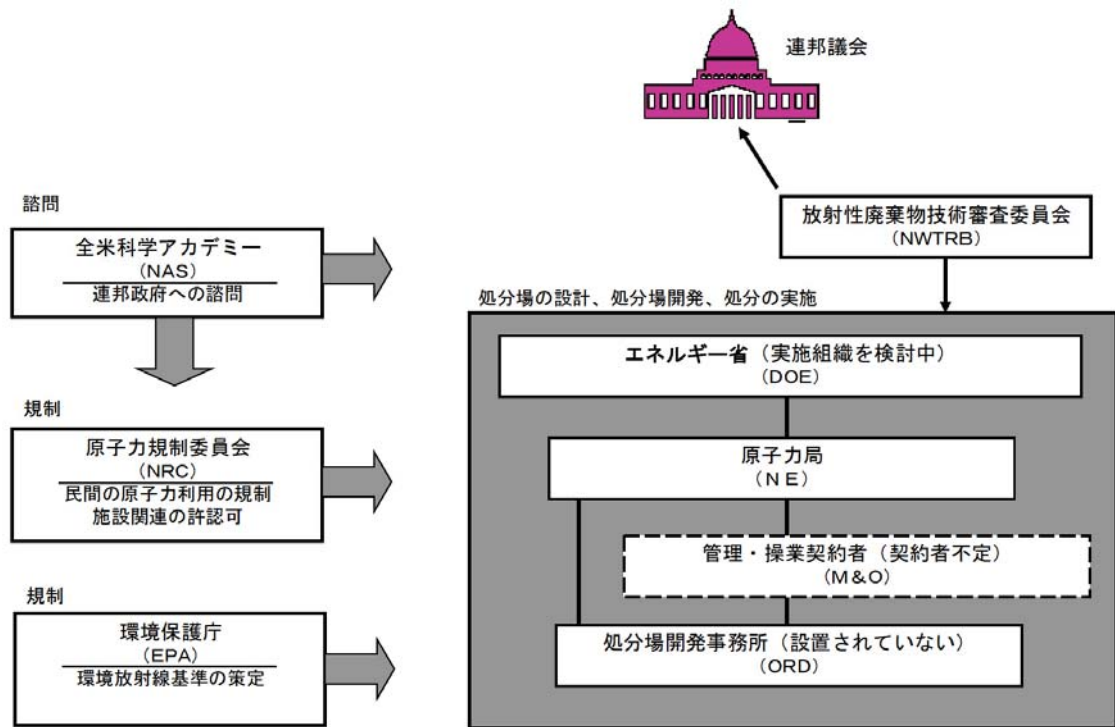 連邦議会
諮問
全米科学アカデミー
(NAS)
連邦政府への諮問
放射性廃棄物技術審査委員会
(NWTRB)
規制
原子力規制委員会
(NRC)
民間の原子力利用の規制
施設関連の許認可
規制
環境保護庁
(EPA)
環境放射線基準の策定
処分場の設計、処分場開発、処分の実施
エネルギー省（実施組織を検討中）
(DOE)
原子力局
(NE)
管理・操業契約者（契約者不定）
(M&O)
処分場開発事務所（設置されていない）
(ORD)